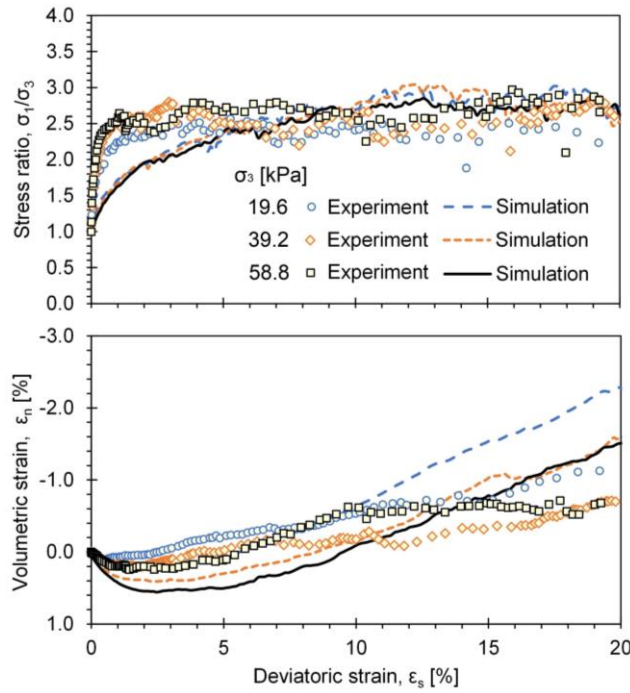 4.0
3.5
3.0
2.5
2.0
1.5
1.0
0.5
0.0
Stress ratio, σ1/σ3
σ3 [kPa]
19.6 Experiment Simulation
39.2 Experiment Simulation
58.8 Experiment Simulation
-3.0
-2.0
-1.0
0.0
1.0
Volumetric strain, εn [%]
0 5 10 15 20
Deviatoric strain, εs [%]